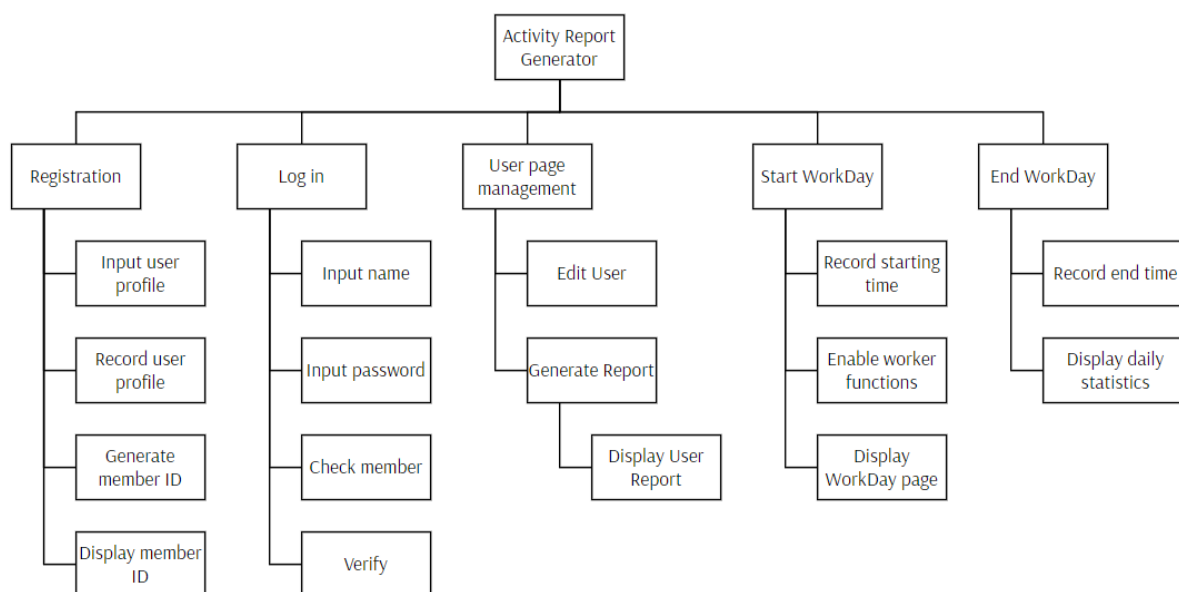 Activity Report
Generator
Registration
Log in
User page
management
Start WorkDay
End WorkDay
Input user
profile
Input name
Edit User
Record starting
time
Record end time
Record user
profile
Input password
Generate Report
Enable worker
functions
Display daily
statistics
Generate
member ID
Check member
Display User
Report
Display
WorkDay page
Display member
ID
Verify